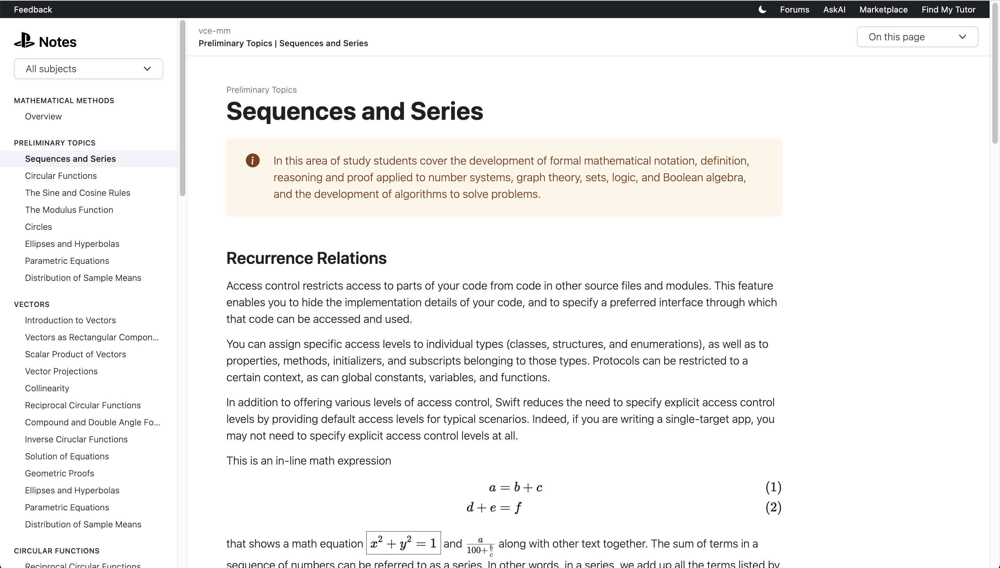 Feedback
Forums AskAI Marketplace Find My Tutor
Notes
All subjects
MATHEMATICAL METHODS
Overview
PRELIMINARY TOPICS
Sequences and Series
Circular Functions
The Sine and Cosine Rules
The Modulus Function
Circles
Ellipses and Hyperbolas
Parametric Equations
Distribution of Sample Means
VECTORS
Introduction to Vectors
Vectors as Rectangular Compon...
Scalar Product of Vectors
Vector Projections
Collinearity
Reciprocal Circular Functions
Compound and Double Angle Fo...
Inverse Ciruclar Functions
Solution of Equations
Geometric Proofs
Ellipses and Hyperbolas
Parametric Equations
Distribution of Sample Means
CIRCULAR FUNCTIONS
Reciprocal Circular Functions
vce-mm
Preliminary Topics | Sequences and Series
On this page
Preliminary Topics
Sequences and Series
In this area of study students cover the development of formal mathematical notation, definition,
reasoning and proof applied to number systems, graph theory, sets, logic, and Boolean algebra,
and the development of algorithms to solve problems.
Recurrence Relations
Access control restricts access to parts of your code from code in other source files and modules. This feature
enables you to hide the implementation details of your code, and to specify a preferred interface through which
that code can be accessed and used.
You can assign specific access levels to individual types (classes, structures, and enumerations), as well as to
properties, methods, initializers, and subscripts belonging to those types. Protocols can be restricted to a
certain context, as can global constants, variables, and functions.
In addition to offering various levels of access control, Swift reduces the need to specify explicit access control
levels by providing default access levels for typical scenarios. Indeed, if you are writing a single-target app, you
may not need to specify explicit access control levels at all.
This is an in-line math expression
a = b + c (1)
d + e = f (2)
that shows a math equation x² + y² = 1 and a/(100+b/c) along with other text together. The sum of terms in a
sequence of numbers can be referred to as a series. In other words, in a series, we add up all the terms listed by